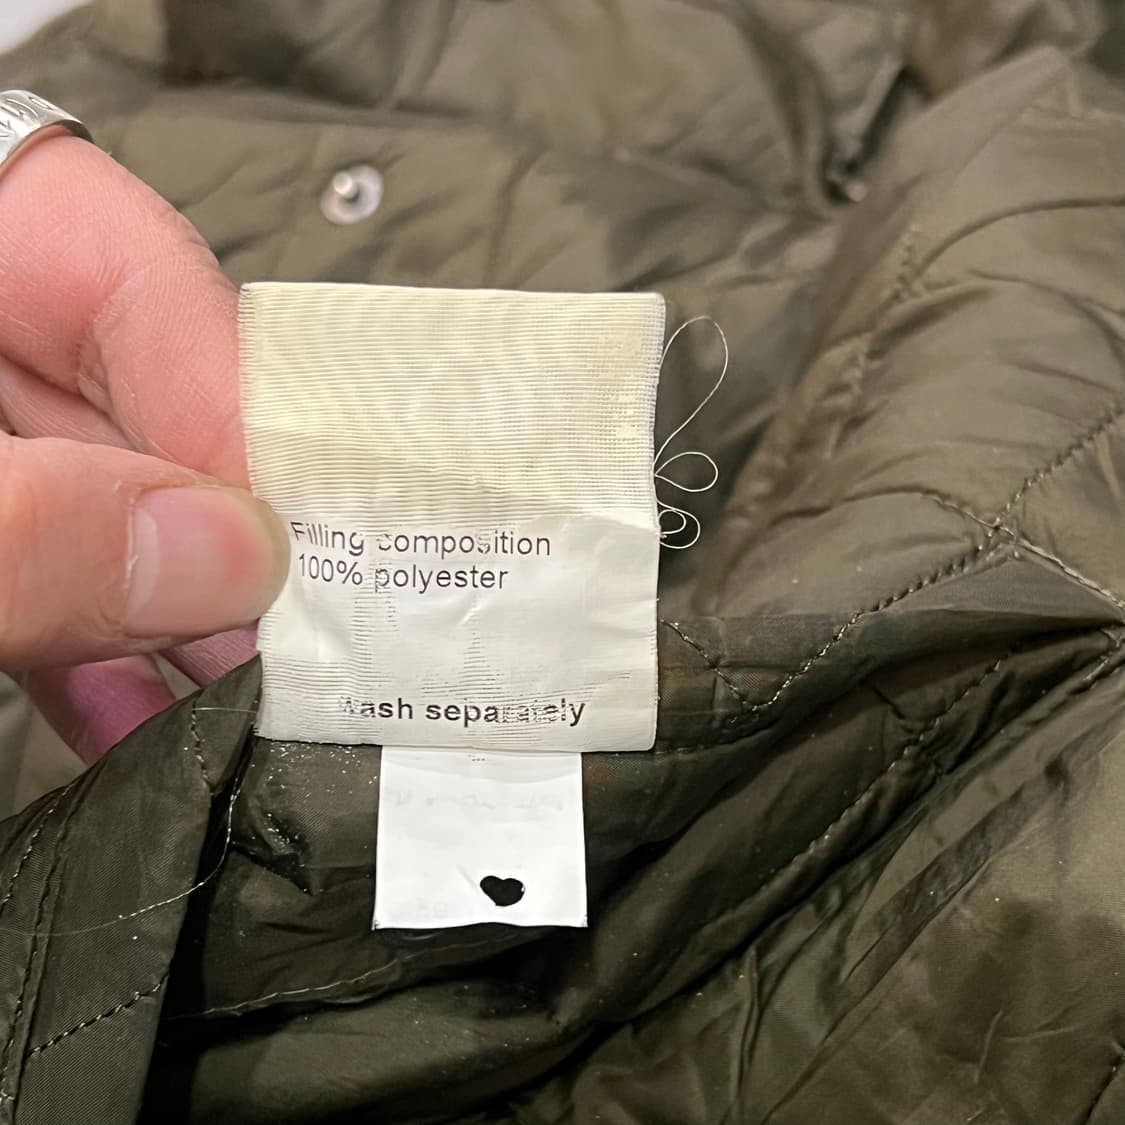 Filling composition
100% polyester
wash separately